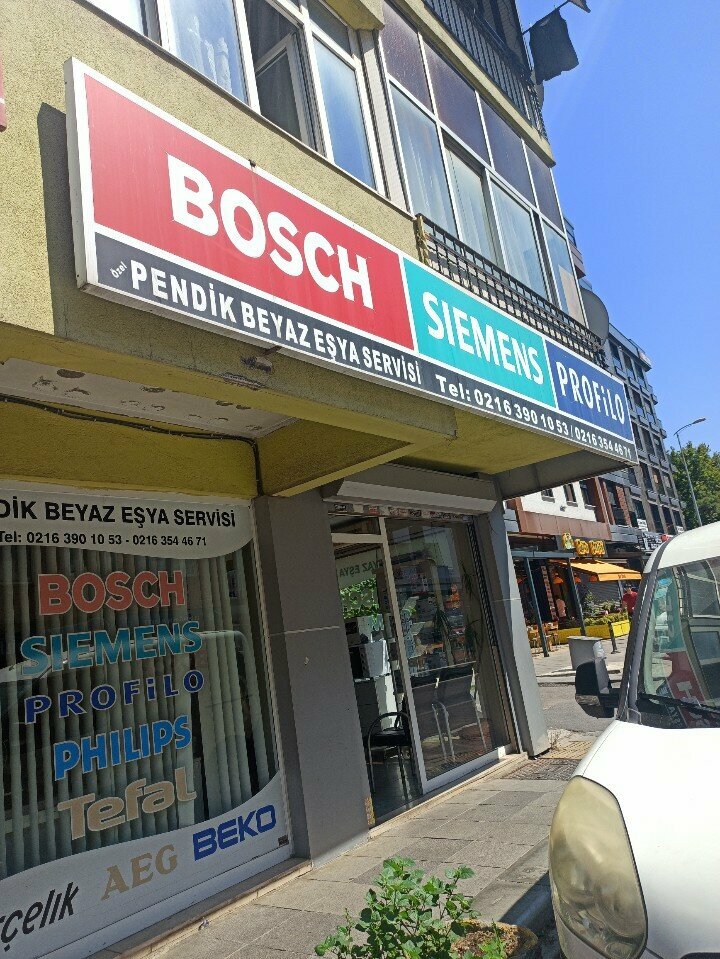 BOSCH
SIEMENS
PROFiLO
Özel PENDİK BEYAZ EŞYA SERVİSİ Tel: 0216 390 10 53 / 0216 354 46 71
DİK BEYAZ EŞYA SERVİSİ
Tel: 0216 390 10 53 - 0216 354 46 71
BOSCH
SIEMENS
PROFiLO
PHILIPS
Tefal
rçelik AEG BEKO